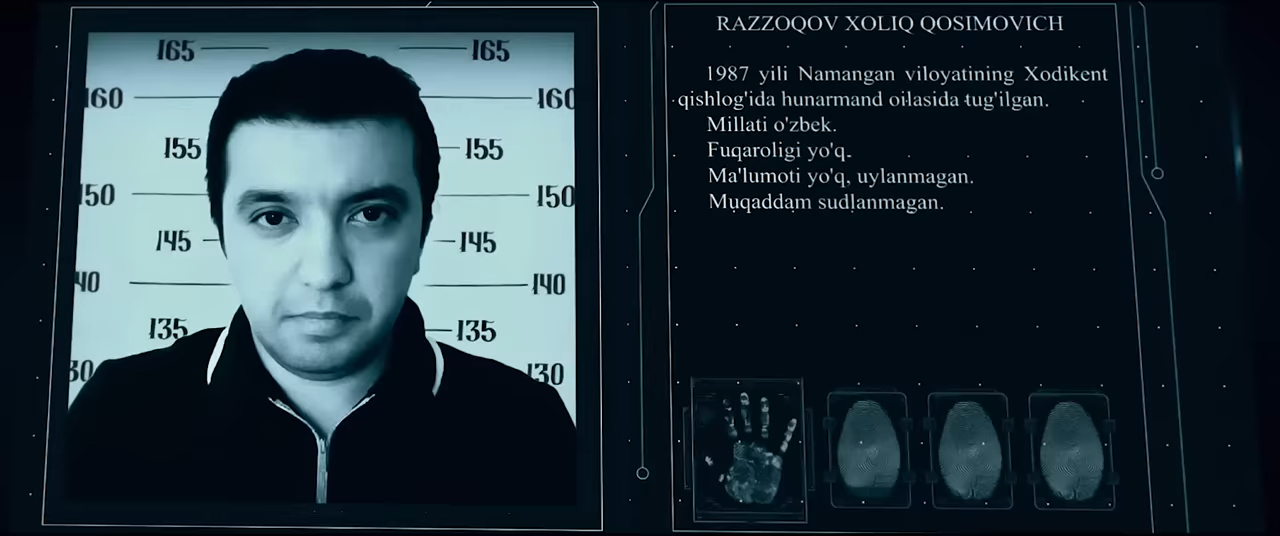 RAZZOQOV XOLIQ QOSIMOVICH
1987 yili Namangan viloyatining Xodikent
qishlog'ida hunarmand oilasida tug'ilgan.
Millati o'zbek.
Fuqaroligi yo'q.
Ma'lumoti yo'q, uylanmagan.
Muqaddam sudlanmagan.
165 165
160 160
155 155
150 150
145 145
40 140
135 135
30 130